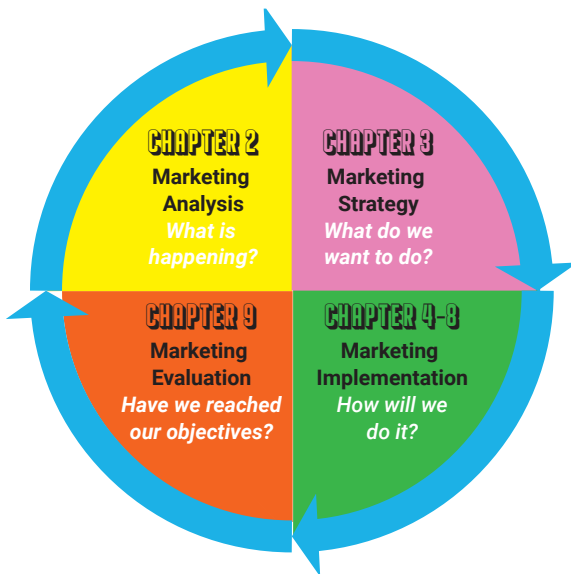 CHAPTER 2
Marketing
Analysis
What is
happening?
CHAPTER 3
Marketing
Strategy
What do we
want to do?
CHAPTER 9
Marketing
Evaluation
Have we reached
our objectives?
CHAPTER 4-8
Marketing
Implementation
How will we
do it?